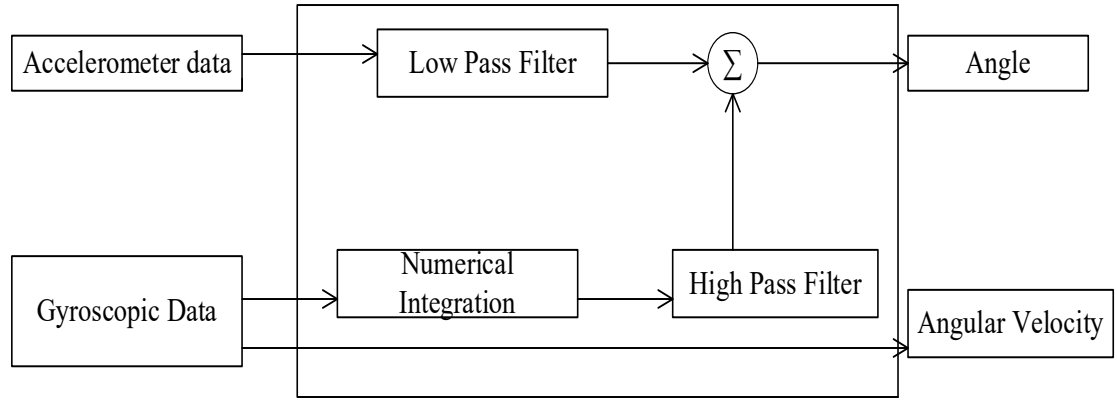 Accelerometer data
Low Pass Filter
∑
Angle
Gyroscopic Data
Numerical
Integration
High Pass Filter
Angular Velocity